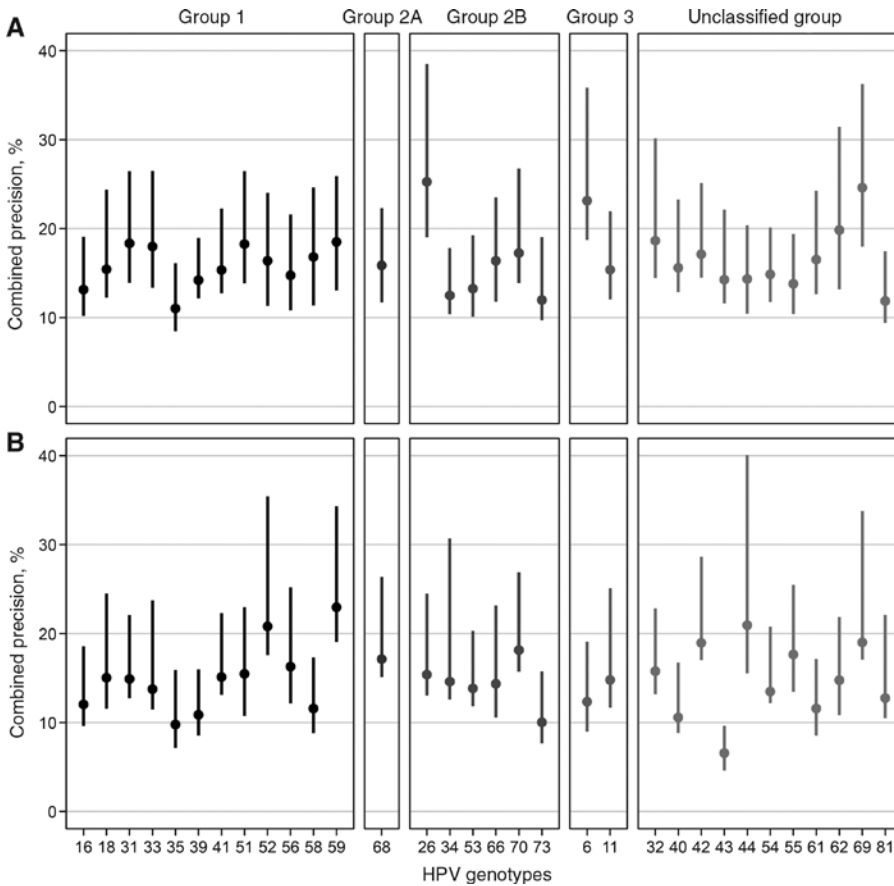 Group 1 Group 2A Group 2B Group 3 Unclassified group
A
40
30
20
10
0
Combined precision, %
B
40
30
20
10
0
Combined precision, %
16 18 31 33 35 39 41 51 52 56 58 59 68 26 34 53 66 70 73 6 11 32 40 42 43 44 54 55 61 62 69 81
HPV genotypes